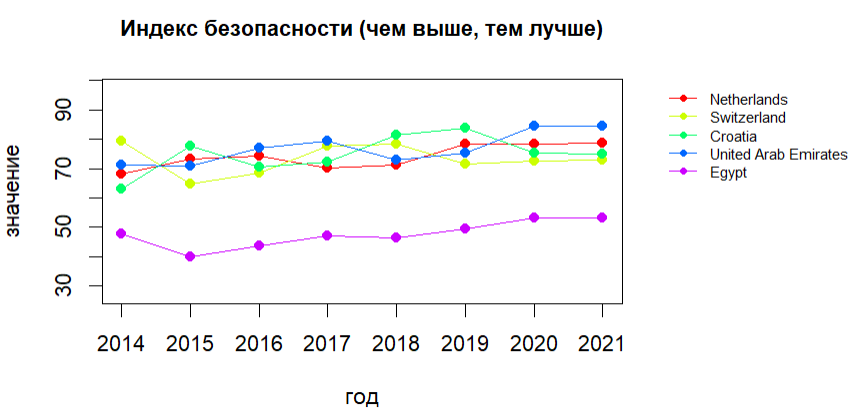 Индекс безопасности (чем выше, тем лучше)
значение
90
70
50
30
2014 2015 2016 2017 2018 2019 2020 2021
год
Netherlands
Switzerland
Croatia
United Arab Emirates
Egypt